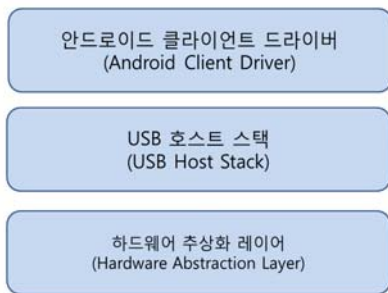 안드로이드 클라이언트 드라이버
(Android Client Driver)
USB 호스트 스택
(USB Host Stack)
하드웨어 추상화 레이어
(Hardware Abstraction Layer)